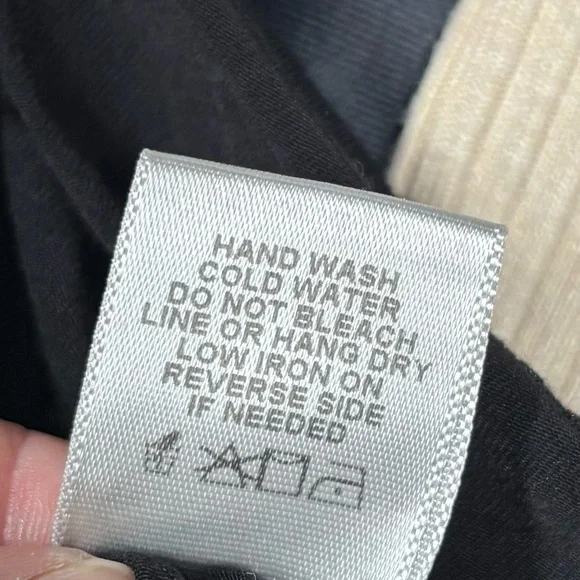 HAND WASH
COLD WATER
DO NOT BLEACH
LINE OR HANG DRY
LOW IRON ON
REVERSE SIDE
IF NEEDED